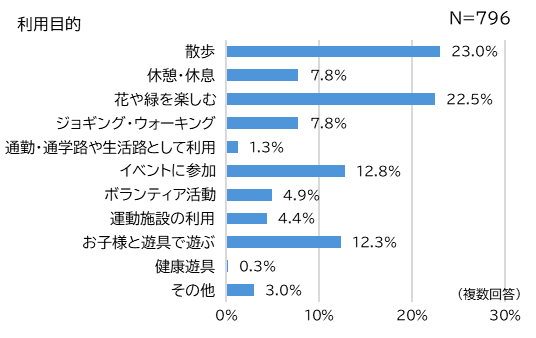 利用目的
N=796
散歩 23.0%
休憩・休息 7.8%
花や緑を楽しむ 22.5%
ジョギング・ウォーキング 7.8%
通勤・通学路や生活路として利用 1.3%
イベントに参加 12.8%
ボランティア活動 4.9%
運動施設の利用 4.4%
お子様と遊具で遊ぶ 12.3%
健康遊具 0.3%
その他 3.0%
（複数回答）
0% 10% 20% 30%